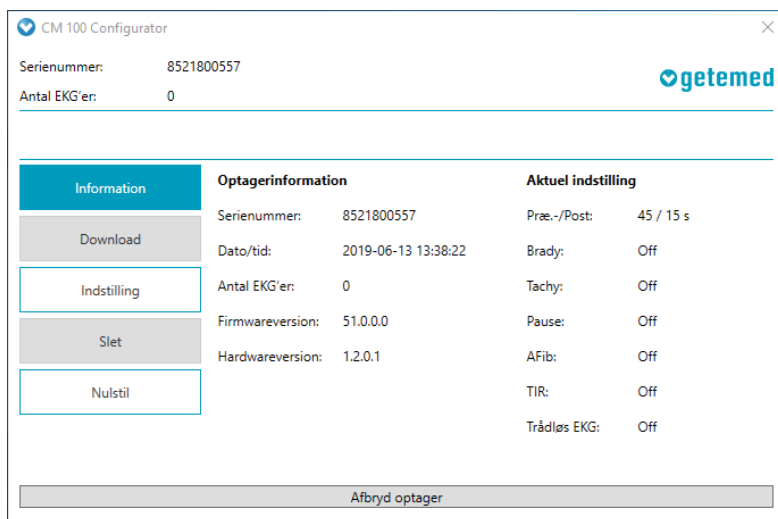 CM 100 Configurator
Serienummer: 8521800557
getemed
Antal EKG'er: 0
Information
Download
Indstilling
Slet
Nulstil
Optagerinformation
Serienummer: 8521800557
Dato/tid: 2019-06-13 13:38:22
Antal EKG'er: 0
Firmwareversion: 51.0.0.0
Hardwareversion: 1.2.0.1
Aktuel indstilling
Præ.-/Post: 45 / 15 s
Brady: Off
Tachy: Off
Pause: Off
AFib: Off
TIR: Off
Trådløs EKG: Off
Afbryd optager